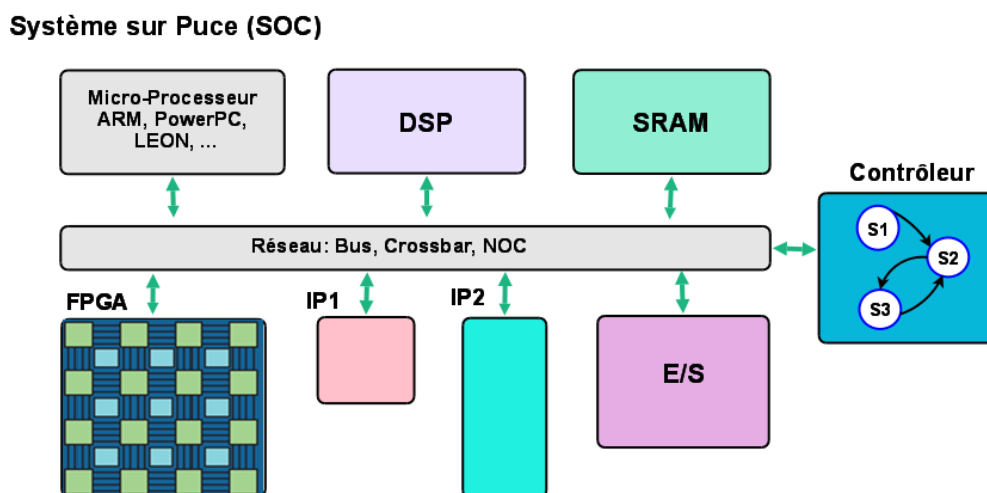 Système sur Puce (SOC)
Micro-Processeur
ARM, PowerPC,
LEON, ...
DSP
SRAM
Contrôleur
S1
S2
S3
Réseau: Bus, Crossbar, NOC
FPGA
IP1
IP2
E/S